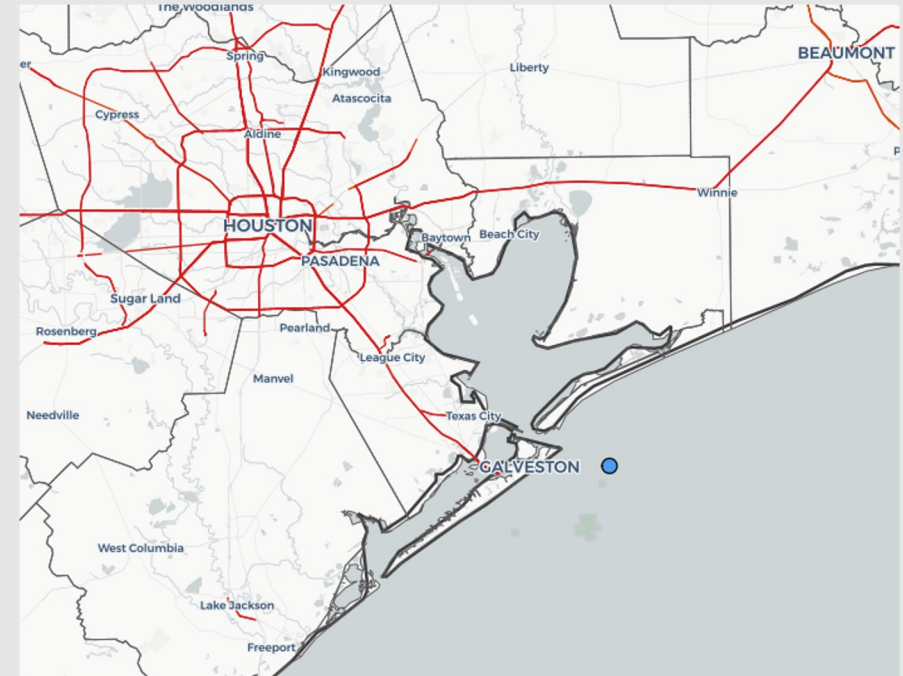 The Woodlands
BEAUMONT
Spring
er
Liberty
Kingwood
Atascocita
Cypress
Aldine
P
Winnie
HOUSTON
Baytown
Beach City
PASADENA
Sugar Land
Rosenberg
Pearland
League City
Manvel
Needville
Texas City
GALVESTON
West Columbia
Lake Jackson
Freeport